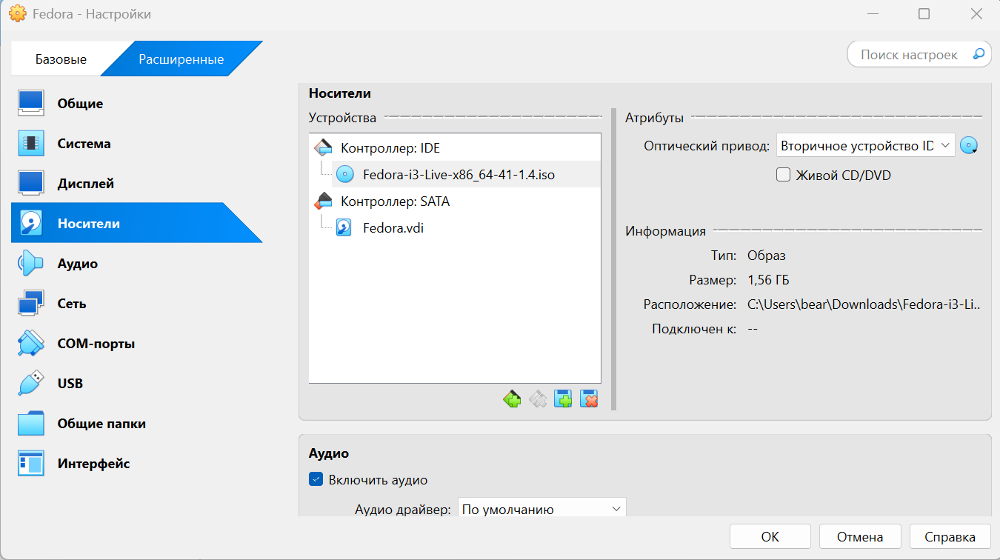 Fedora - Настройки
Базовые
Расширенные
Поиск настроек
Общие
Система
Дисплей
Носители
Аудио
Сеть
COM-порты
USB
Общие папки
Интерфейс
Носители
Устройства
Контроллер: IDE
Fedora-i3-Live-x86_64-41-1.4.iso
Контроллер: SATA
Fedora.vdi
Атрибуты
Оптический привод: Вторичное устройство ID
Живой CD/DVD
Информация
Тип: Образ
Размер: 1,56 ГБ
Расположение: C:\Users\bear\Downloads\Fedora-i3-Li..
Подключен к: --
Аудио
Включить аудио
Аудио драйвер: По умолчанию
OK
Отмена
Справка